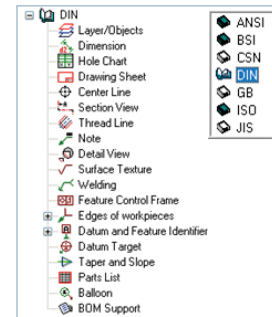 DIN
Layer/Objects
Dimension
Hole Chart
Drawing Sheet
Center Line
Section View
Thread Line
Note
Detail View
Surface Texture
Welding
Feature Control Frame
Edges of workpieces
Datum and Feature Identifier
Datum Target
Taper and Slope
Parts List
Balloon
BOM Support
ANSI
BSI
CSN
DIN
GB
ISO
JIS